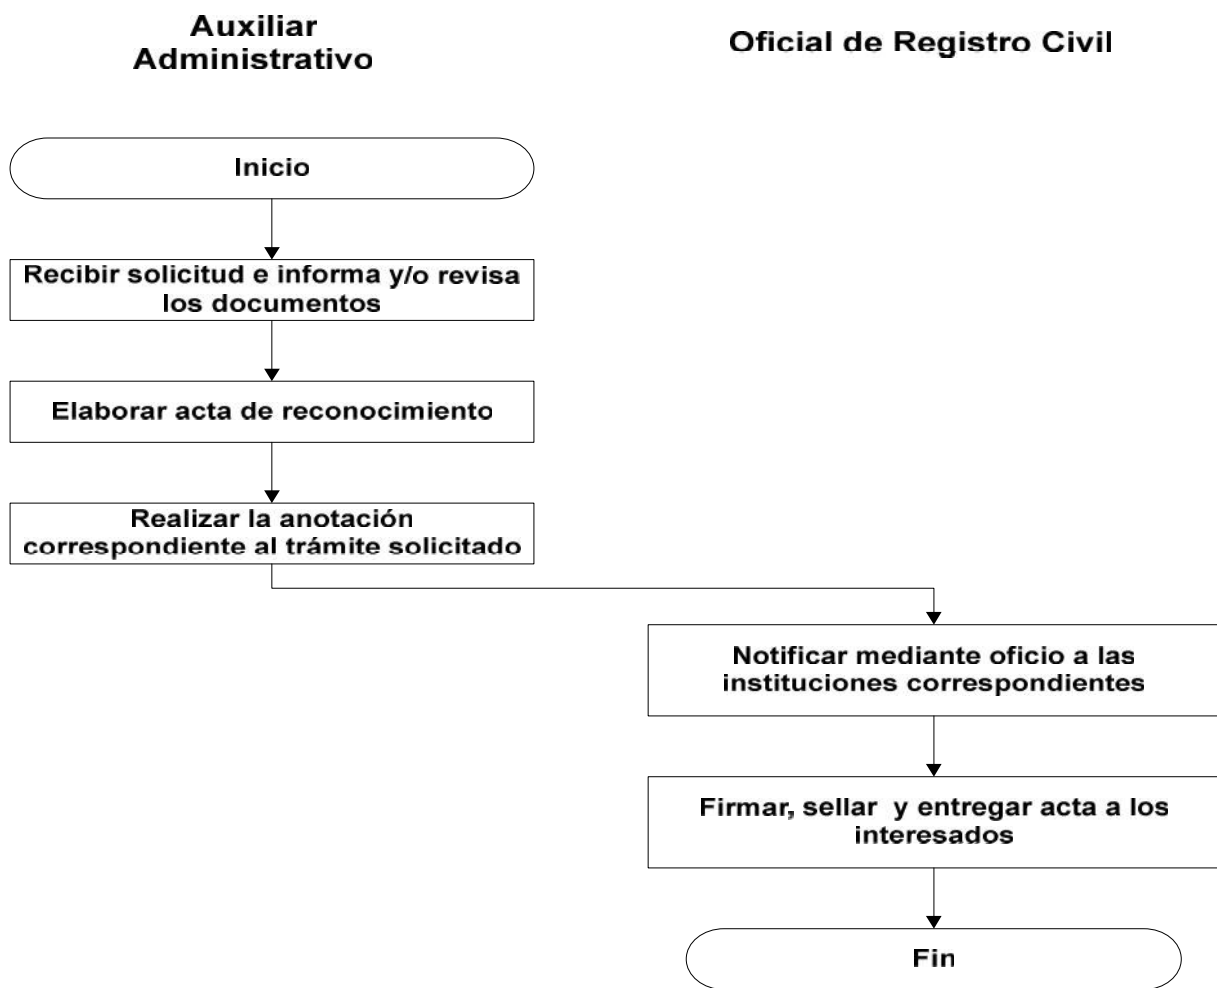 Auxiliar
Administrativo
Oficial de Registro Civil
Inicio
Recibir solicitud e informa y/o revisa
los documentos
Elaborar acta de reconocimiento
Realizar la anotación
correspondiente al trámite solicitado
Notificar mediante oficio a las
instituciones correspondientes
Firmar, sellar y entregar acta a los
interesados
Fin